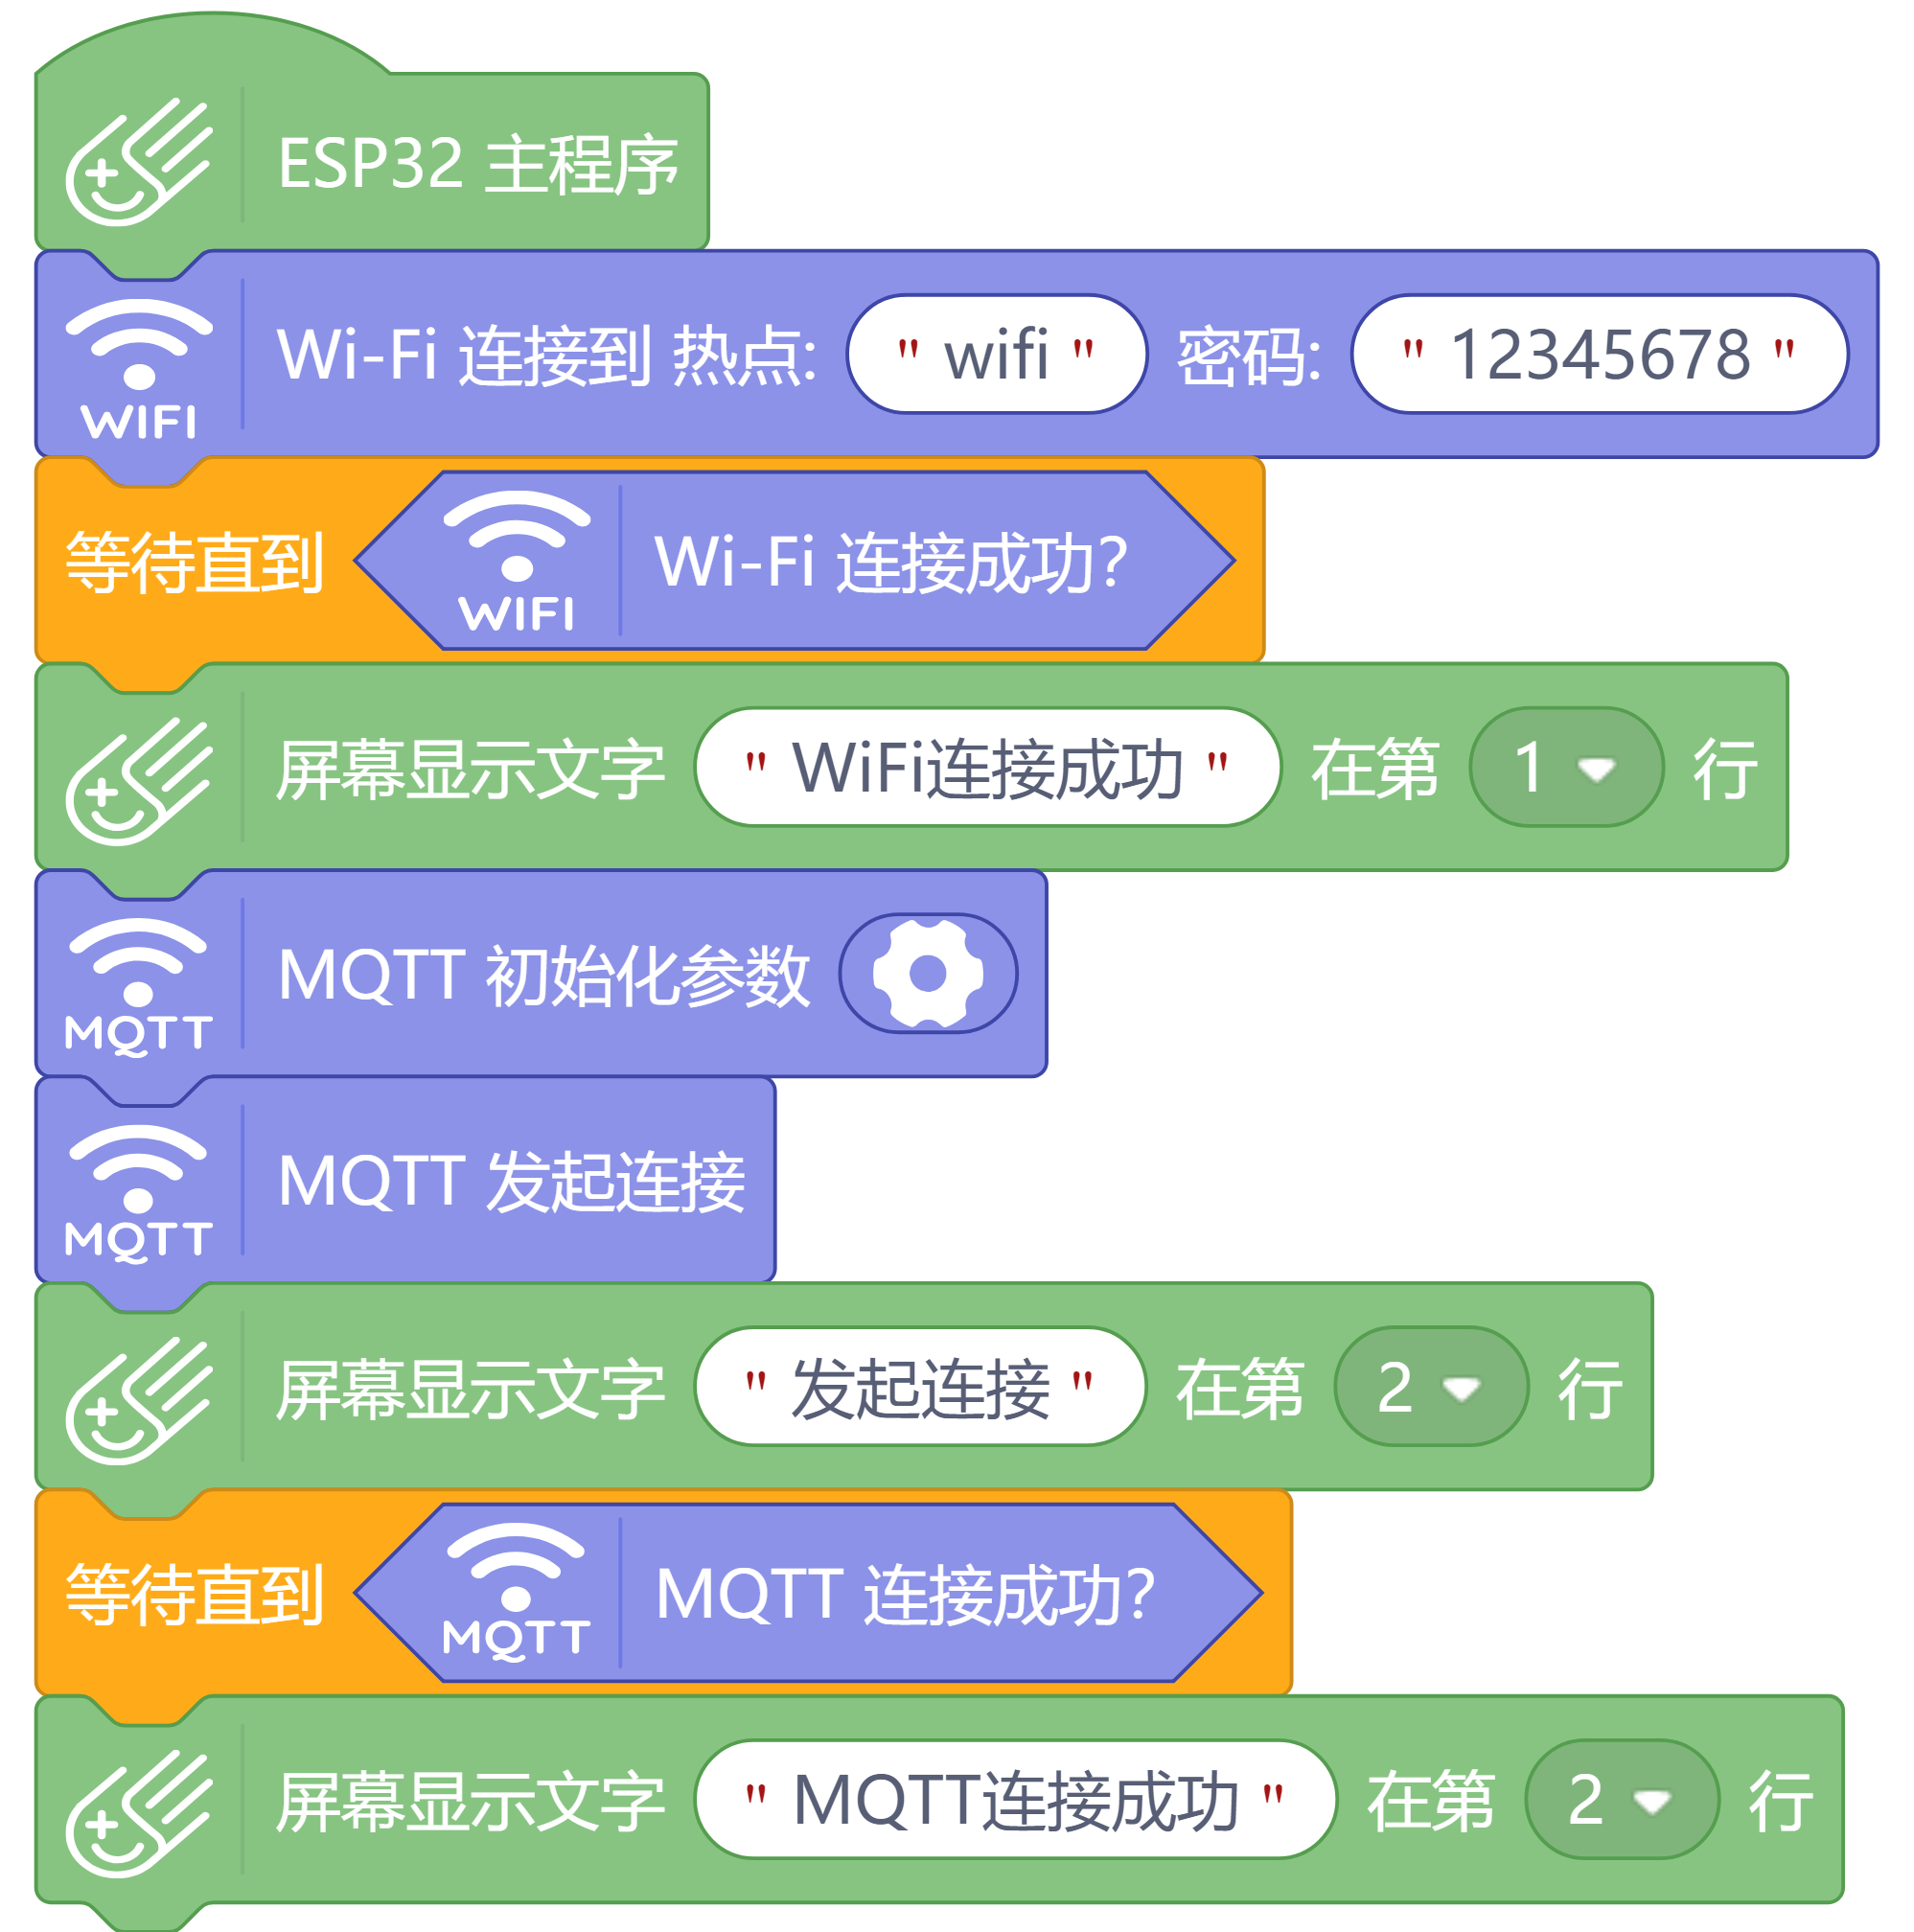 ESP32 主程序
WIFI Wi-Fi 连接到 热点: " wifi " 密码: " 12345678 "
等待直到 WIFI Wi-Fi 连接成功?
屏幕显示文字 " WiFi连接成功 " 在第 1 行
MQTT MQTT 初始化参数
MQTT MQTT 发起连接
屏幕显示文字 " 发起连接 " 在第 2 行
等待直到 MQTT MQTT 连接成功?
屏幕显示文字 " MQTT连接成功 " 在第 2 行